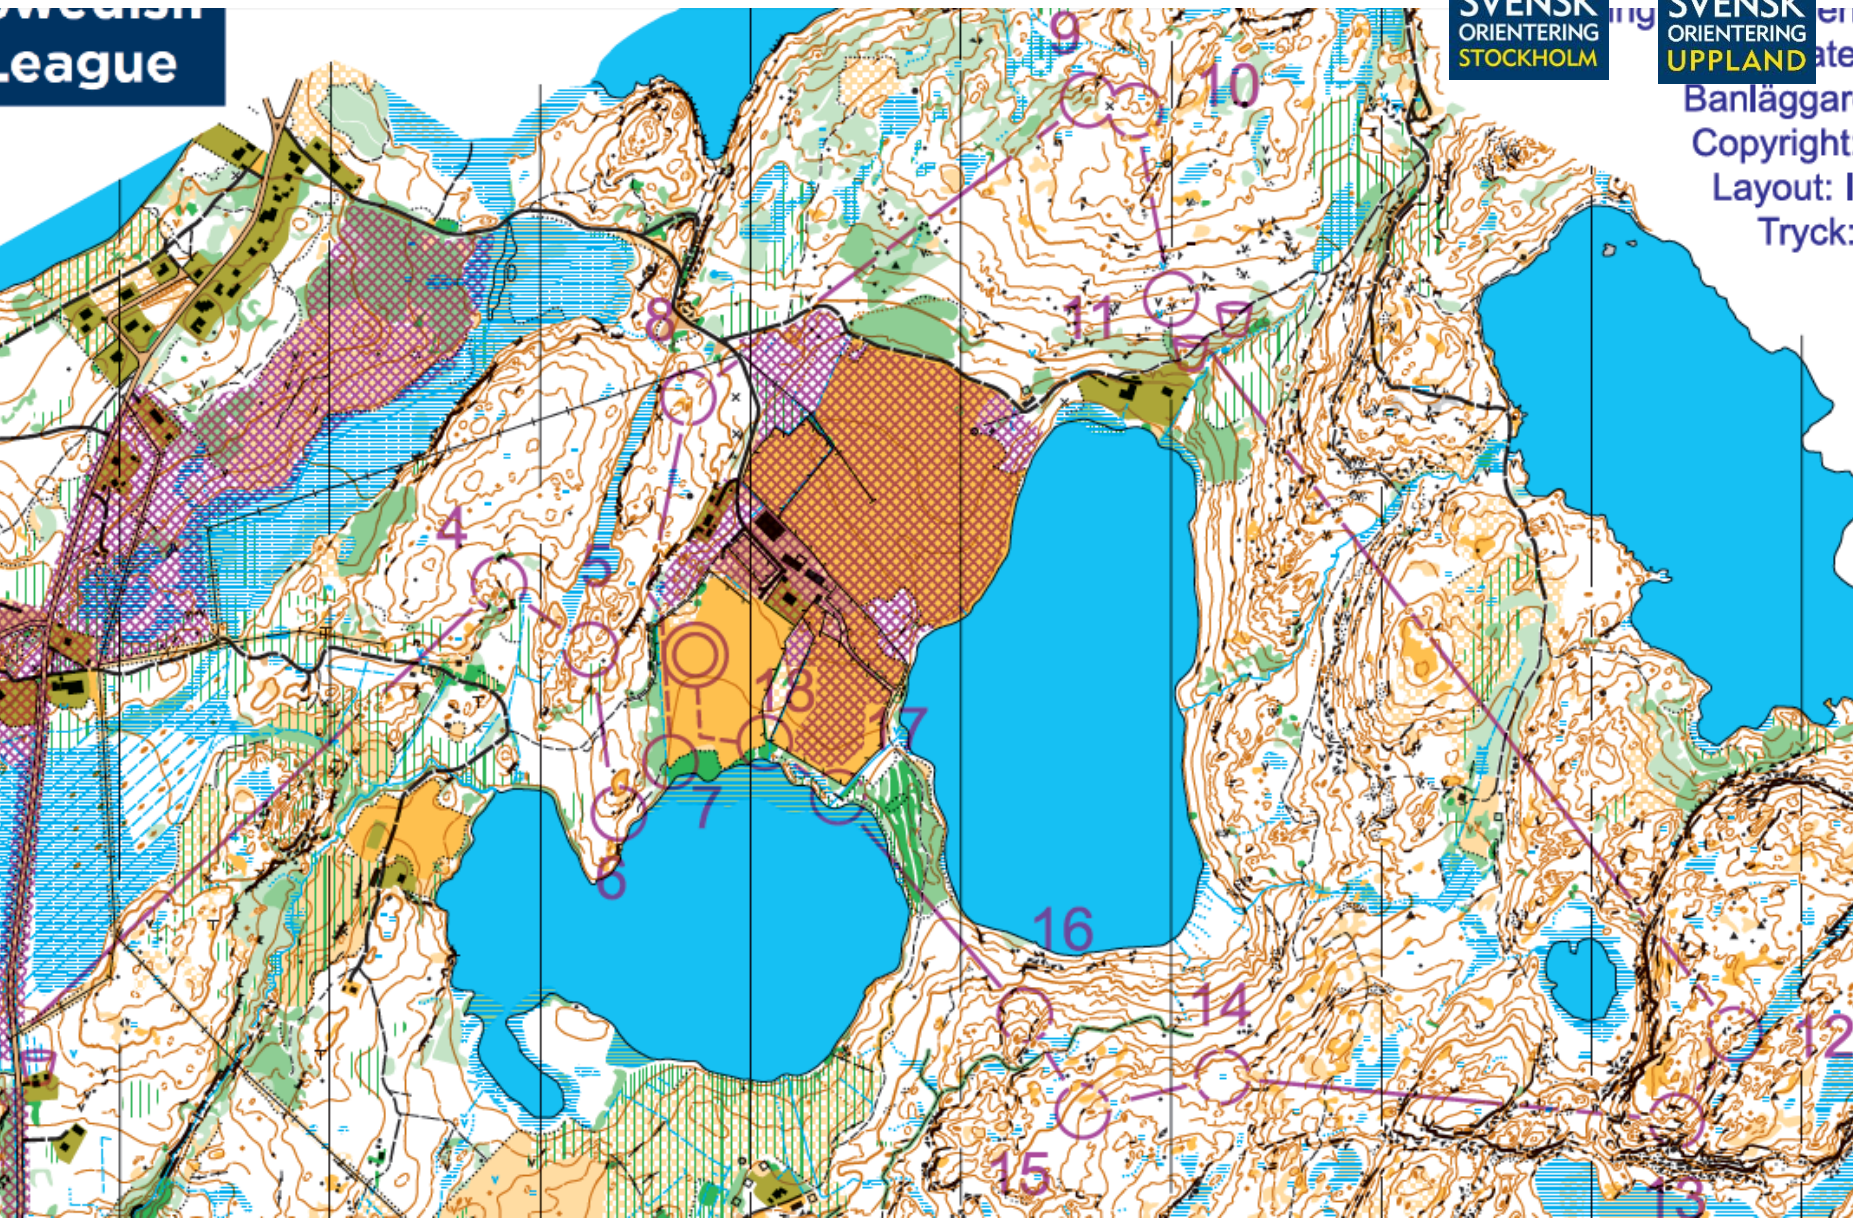 League
SVENSK
ORIENTERING
STOCKHOLM
SVENSK
ORIENTERING
UPPLAND
Banläggar
Copyright:
Layout:
Tryck:
9
10
8
11
4
5
18
17
7
6
16
14
12
15
13